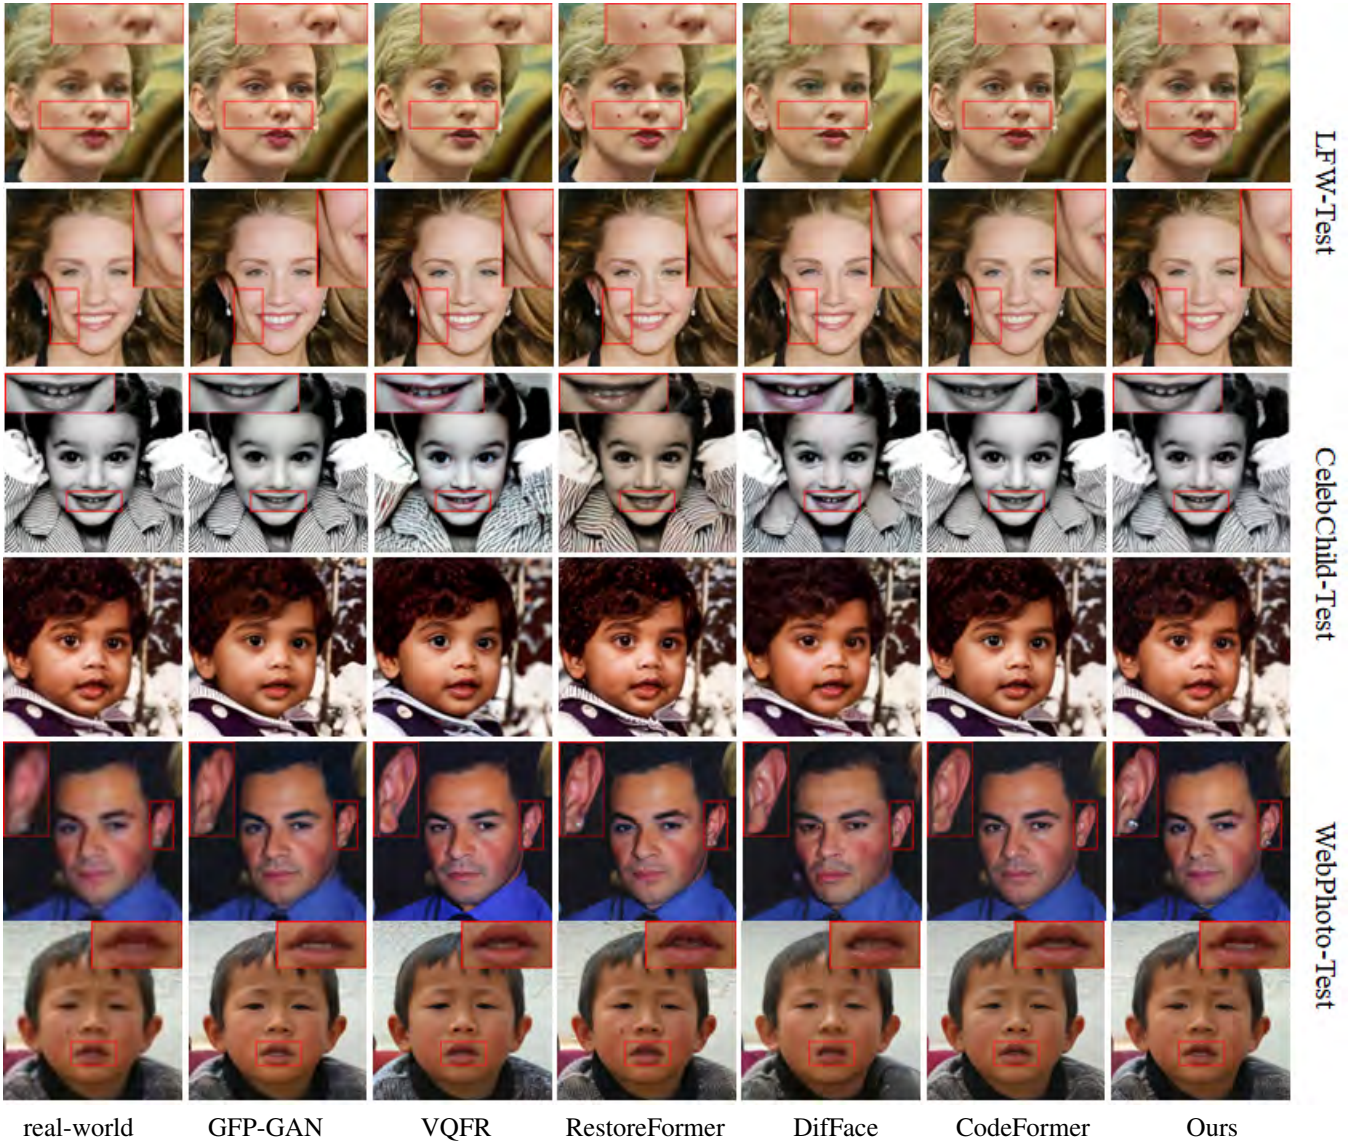 LFW-Test
CelebChild-Test
WebPhoto-Test
real-world
GFP-GAN
VQFR
RestoreFormer
DifFace
CodeFormer
Ours